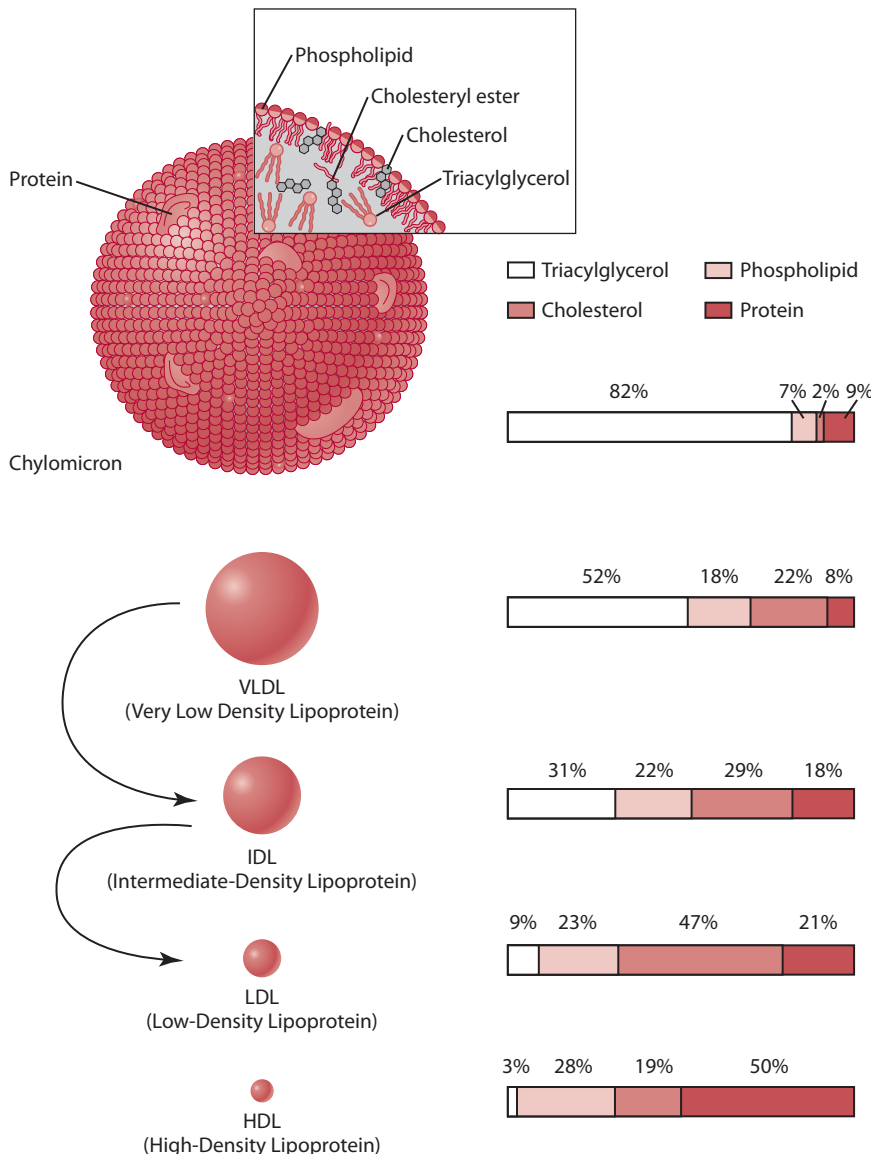 Phospholipid
Cholesteryl ester
Cholesterol
Triacylglycerol
Protein
Chylomicron
Triacylglycerol
Phospholipid
Cholesterol
Protein
82% 7% 2% 9%
52% 18% 22% 8%
VLDL
(Very Low Density Lipoprotein)
31% 22% 29% 18%
IDL
(Intermediate-Density Lipoprotein)
9% 23% 47% 21%
LDL
(Low-Density Lipoprotein)
3% 28% 19% 50%
HDL
(High-Density Lipoprotein)